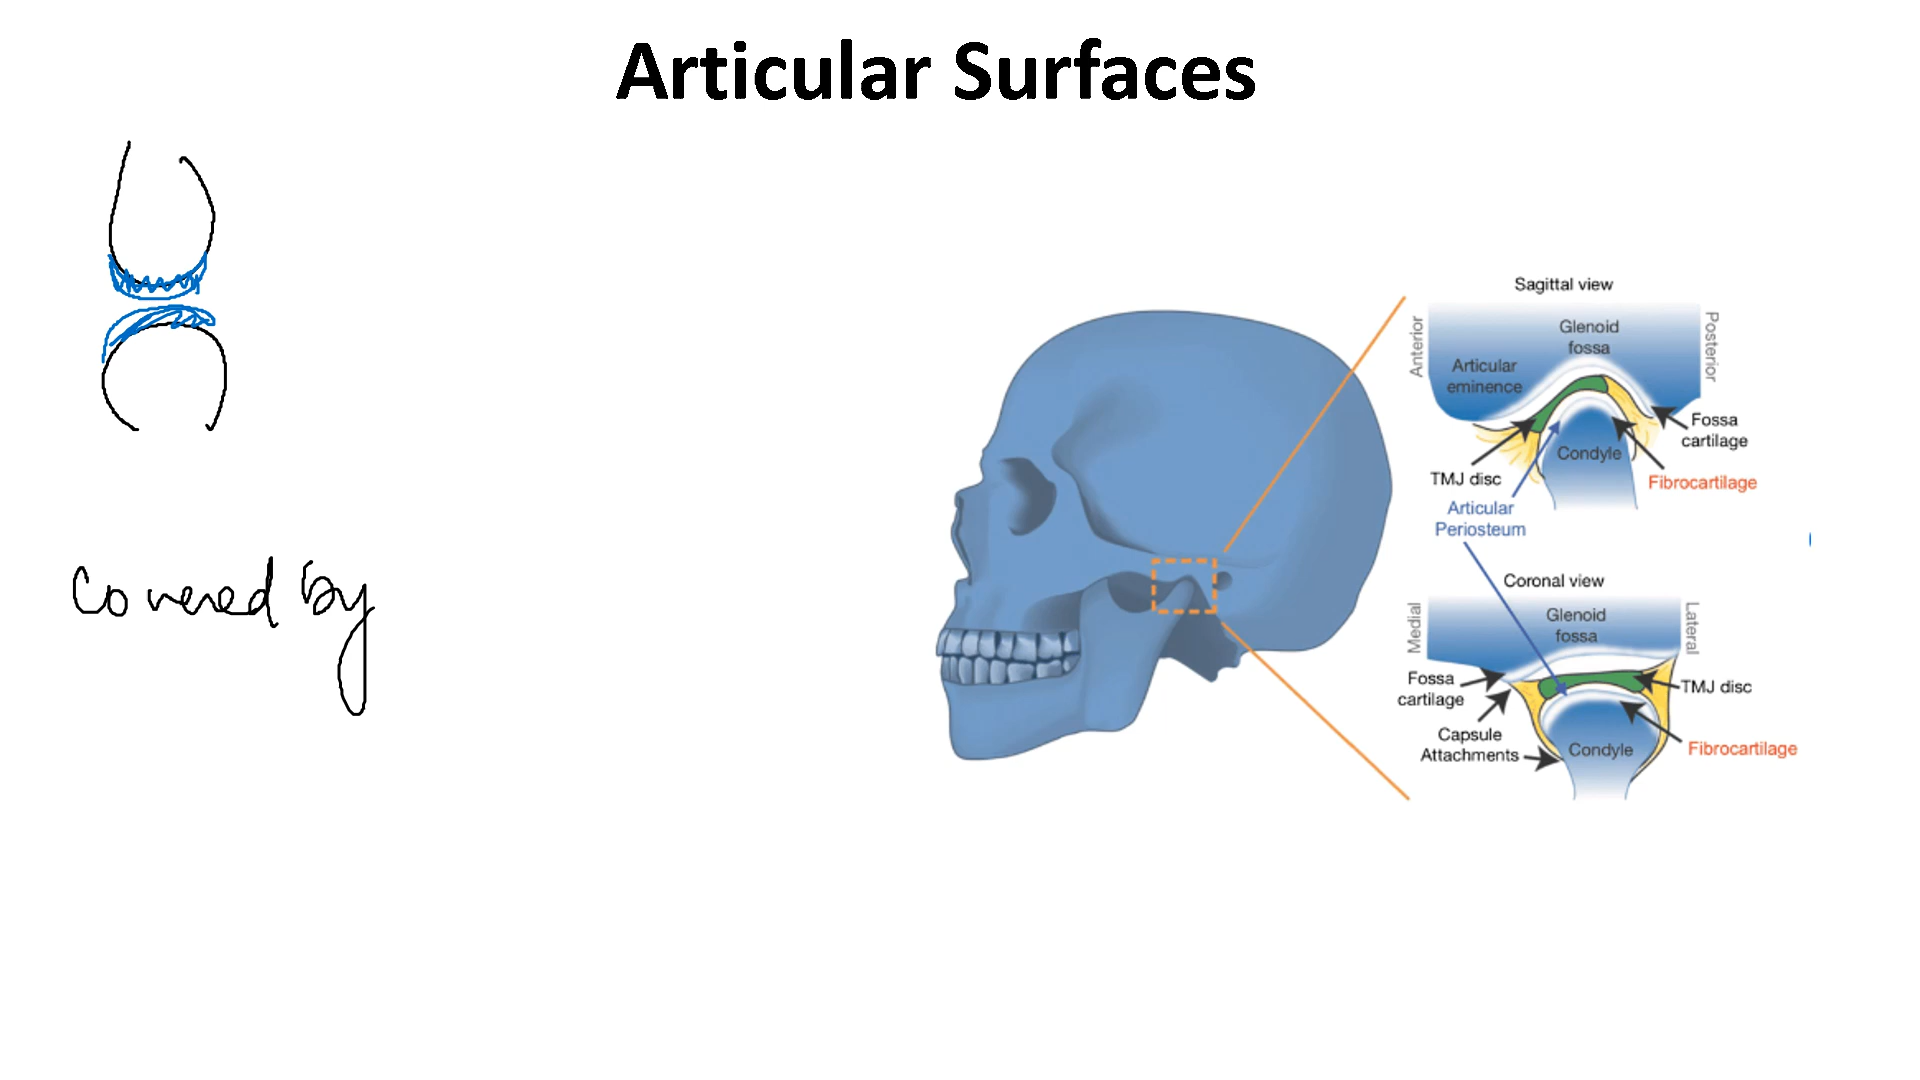 Articular Surfaces
Covered by
Sagittal view
Anterior
Posterior
Glenoid
fossa
Articular
eminence
Fossa
cartilage
Condyle
TMJ disc
Fibrocartilage
Articular
Periosteum
Coronal view
Medial
Lateral
Glenoid
fossa
Fossa
cartilage
TMJ disc
Capsule
Attachments
Condyle
Fibrocartilage